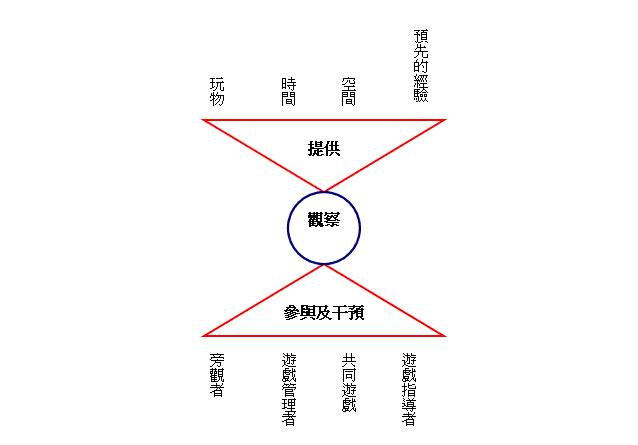 玩物
時間
空間
預先的經驗
提供
觀察
參與及干預
旁觀者
遊戲管理者
共同遊戲
遊戲指導者